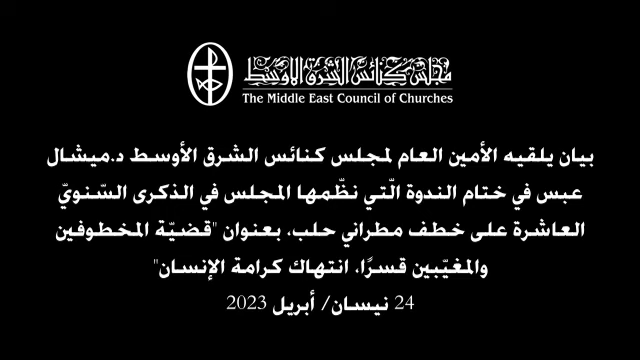 مجلس كنائس الشرق الأوسط
The Middle East Council of Churches
بيان يلقيه الأمين العام لمجلس كنائس الشرق الأوسط د.ميشال
عبس في ختام الندوة الّتي نظّمها المجلس في الذكرى السّنويّ
العاشرة على خطف مطراني حلب، بعنوان "قضيّة المخطوفين
والمغيّبين قسرًا، انتهاك كرامة الإنسان"
24 نيسان/ أبريل 2023